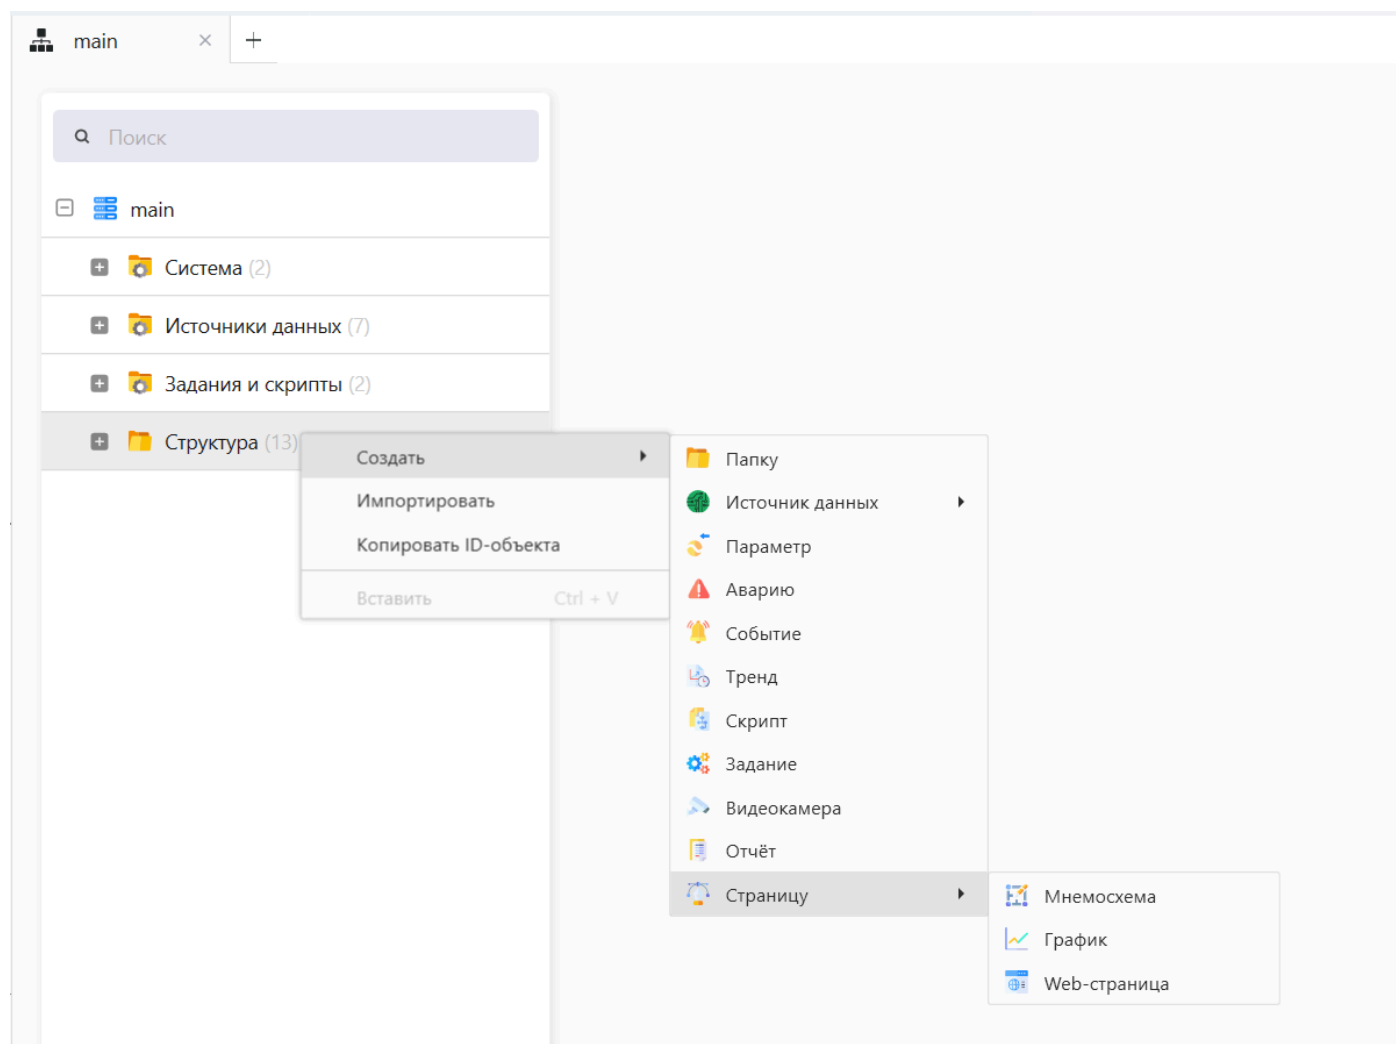 main
Поиск
main
Система (2)
Источники данных (7)
Задания и скрипты (2)
Структура (13)
Создать
Импортировать
Копировать ID-объекта
Вставить Ctrl + V
Папку
Источник данных
Параметр
Аварию
Событие
Тренд
Скрипт
Задание
Видеокамера
Отчёт
Страницу
Мнемосхема
График
Web-страница